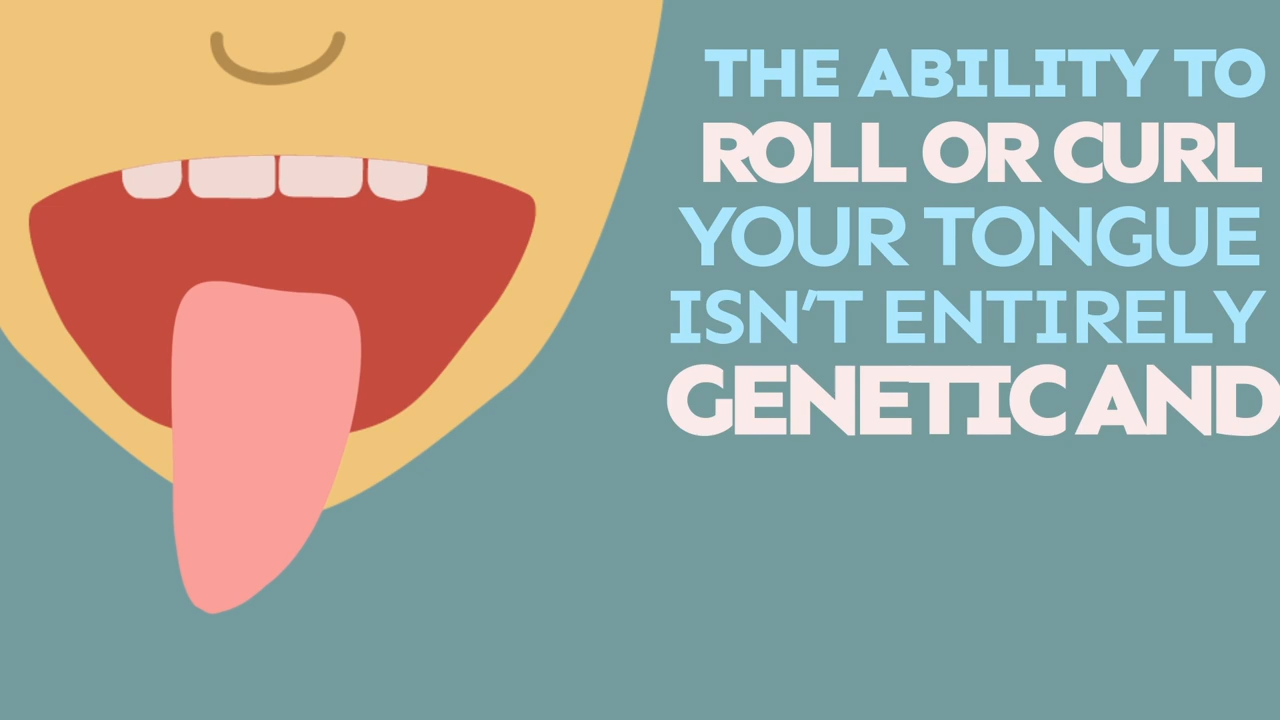 THE ABILITY TO
ROLL OR CURL
YOUR TONGUE
ISN'T ENTIRELY
GENETIC AND